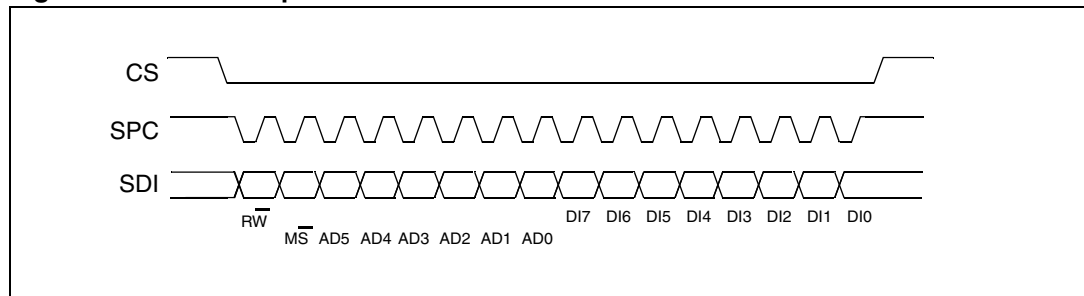 CS
SPC
SDI
RW DI7 DI6 DI5 DI4 DI3 DI2 DI1 DI0
MS AD5 AD4 AD3 AD2 AD1 AD0